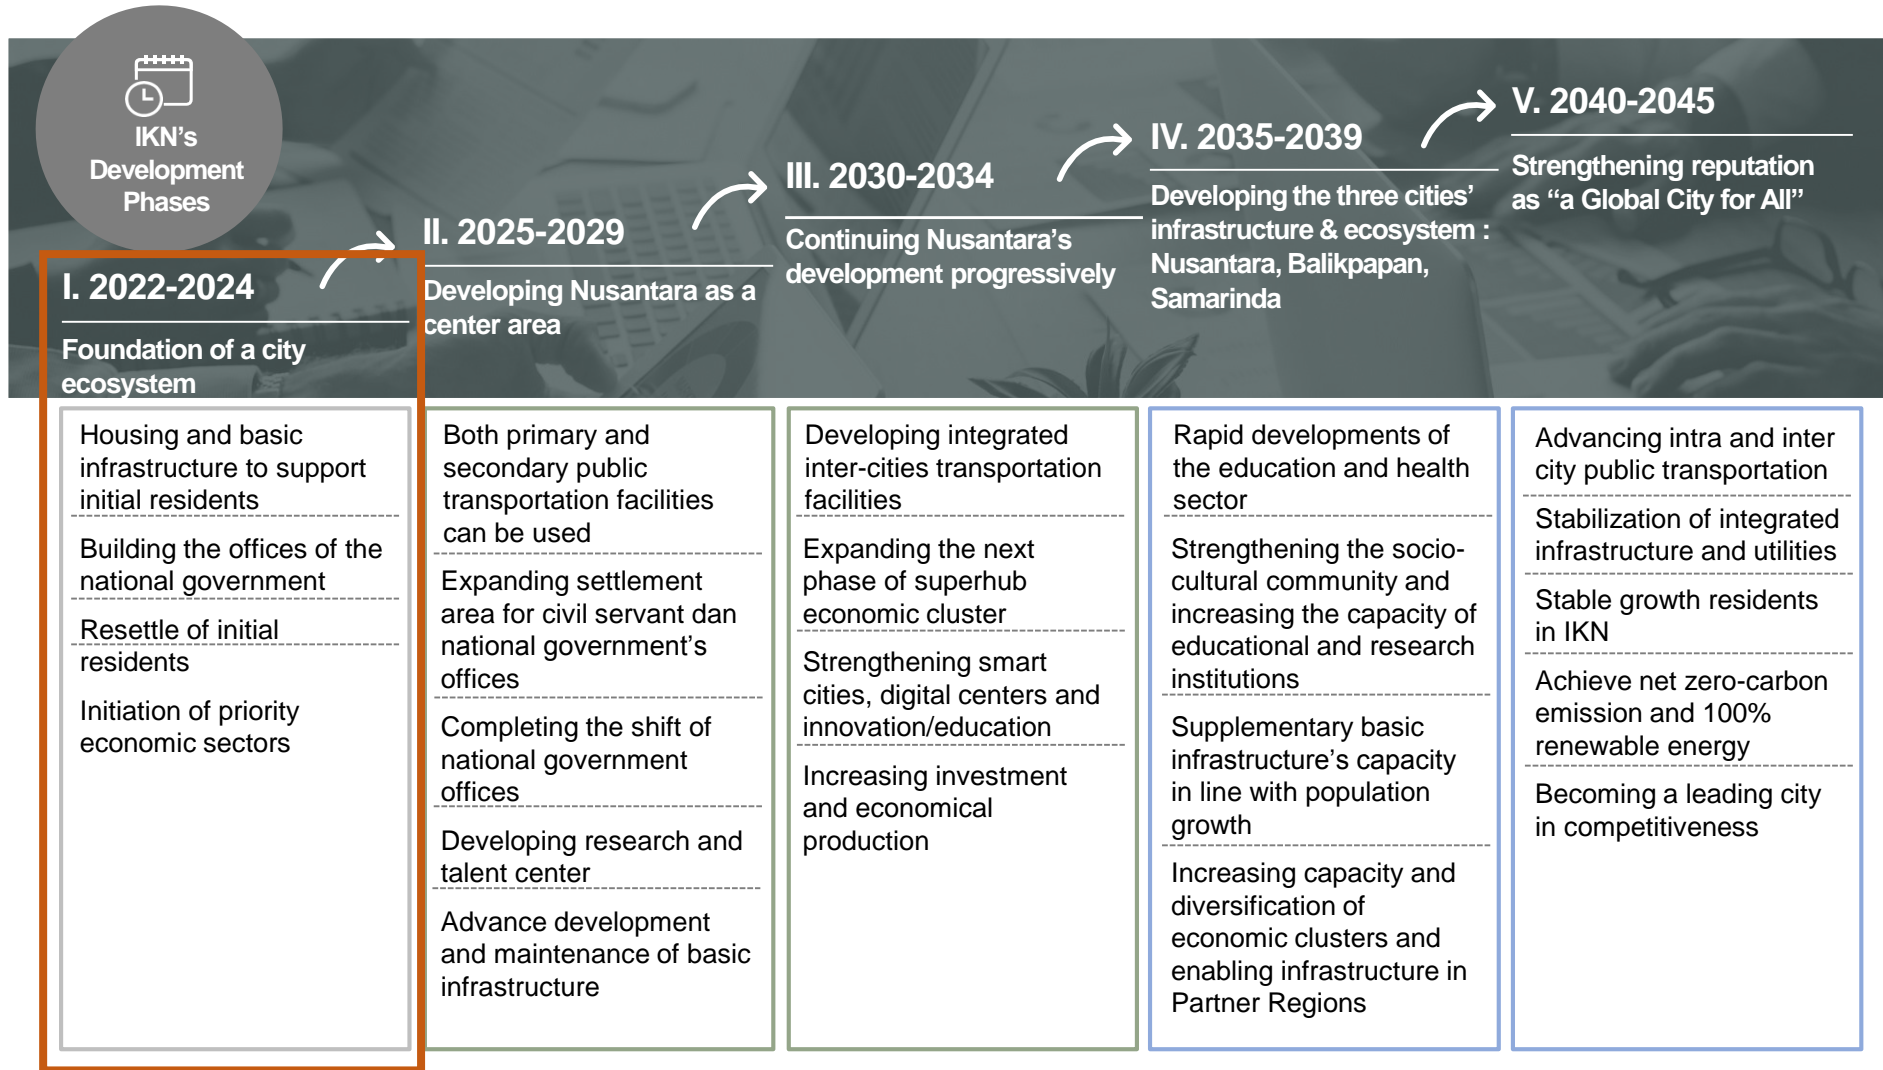 IKN’s
Development
Phases
I. 2022-2024
Foundation of a city
ecosystem
Housing and basic
infrastructure to support
initial residents
Building the offices of the
national government
Resettle of initial
residents
Initiation of priority
economic sectors
II. 2025-2029
Developing Nusantara as a
center area
Both primary and
secondary public
transportation facilities
can be used
Expanding settlement
area for civil servant dan
national government’s
offices
Completing the shift of
national government
offices
Developing research and
talent center
Advance development
and maintenance of basic
infrastructure
III. 2030-2034
Continuing Nusantara’s
development progressively
Developing integrated
inter-cities transportation
facilities
Expanding the next
phase of superhub
economic cluster
Strengthening smart
cities, digital centers and
innovation/education
Increasing investment
and economical
production
IV. 2035-2039
Developing the three cities’
infrastructure & ecosystem :
Nusantara, Balikpapan,
Samarinda
Rapid developments of
the education and health
sector
Strengthening the socio-
cultural community and
increasing the capacity of
educational and research
institutions
Supplementary basic
infrastructure’s capacity
in line with population
growth
Increasing capacity and
diversification of
economic clusters and
enabling infrastructure in
Partner Regions
V. 2040-2045
Strengthening reputation
as “a Global City for All”
Advancing intra and inter
city public transportation
Stabilization of integrated
infrastructure and utilities
Stable growth residents
in IKN
Achieve net zero-carbon
emission and 100%
renewable energy
Becoming a leading city
in competitiveness